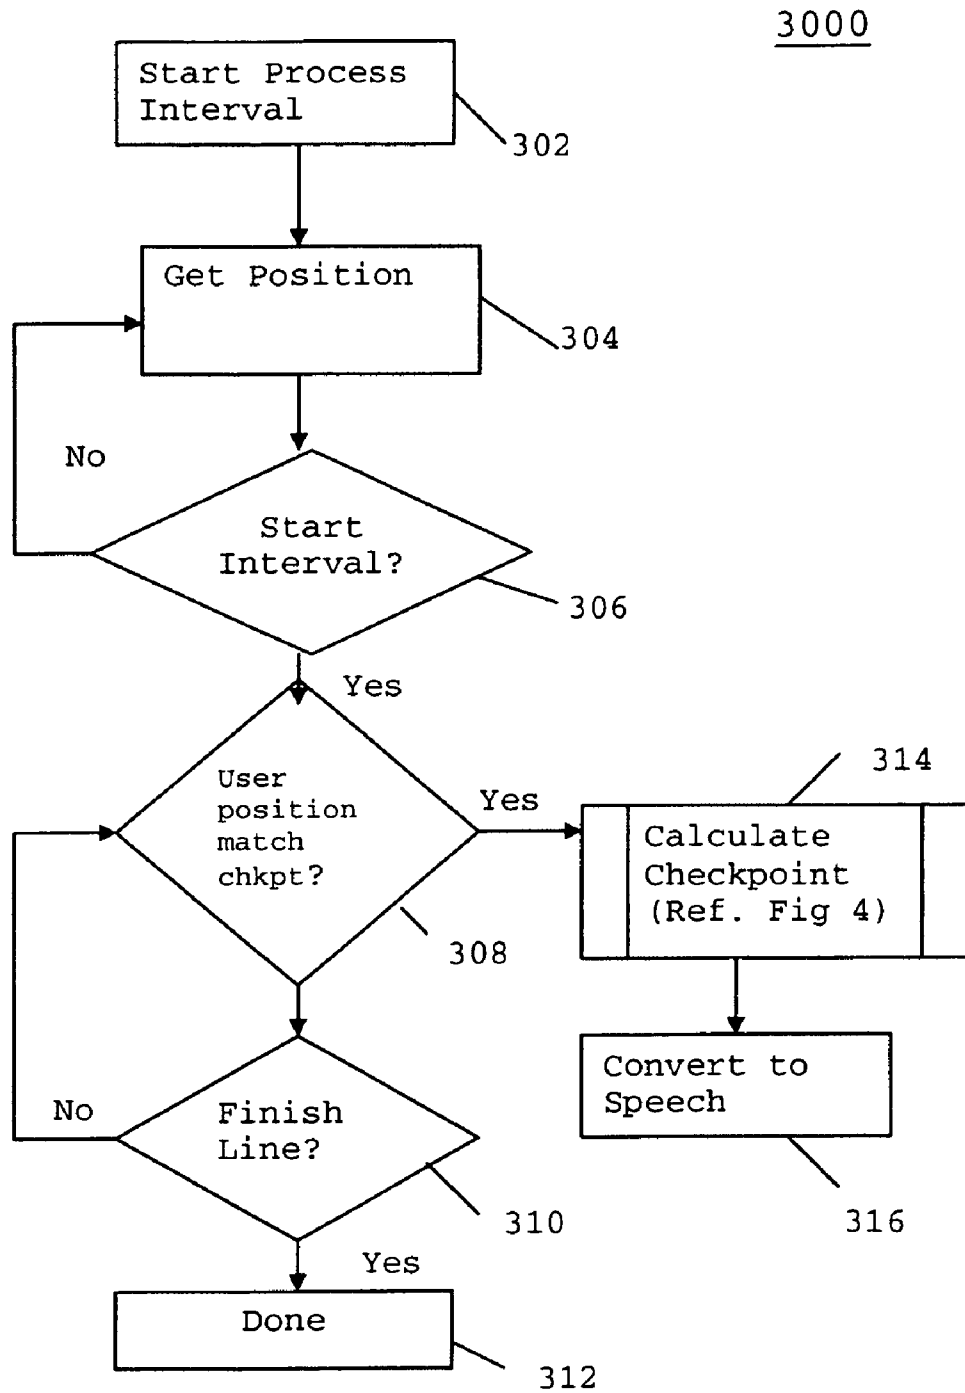 3000
Start Process
Interval
302
Get Position
304
No
Start
Interval?
306
Yes
User
position
match
chkpt?
308
Yes
314
Calculate
Checkpoint
(Ref. Fig 4)
Convert to
Speech
316
No
Finish
Line?
310
Yes
Done
312